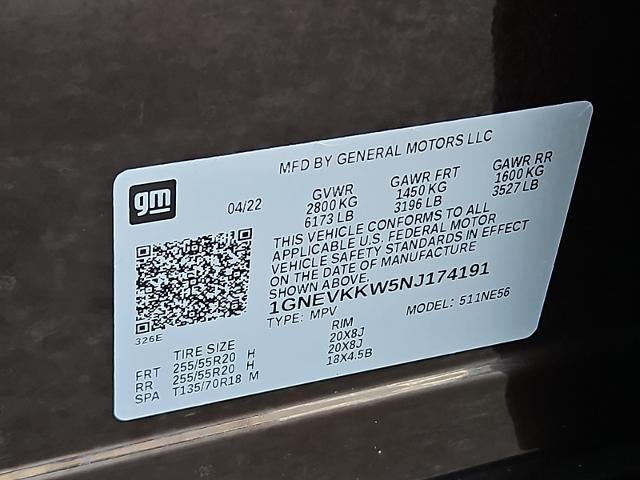 MFD BY GENERAL MOTORS LLC
gm
04/22
GVWR
2800 KG
6173 LB
GAWR FRT
1450 KG
3196 LB
GAWR RR
1600 KG
3527 LB
THIS VEHICLE CONFORMS TO ALL
APPLICABLE U.S. FEDERAL MOTOR
VEHICLE SAFETY STANDARDS IN EFFECT
ON THE DATE OF MANUFACTURE
SHOWN ABOVE.
1GNEVKKW5NJ174191
TYPE: MPV
MODEL: 511NE56
326E
TIRE SIZE
RIM
FRT 255/55R20 H 20X8J
RR 255/55R20 H 20X8J
SPA T135/70R18 M 18X4.5B